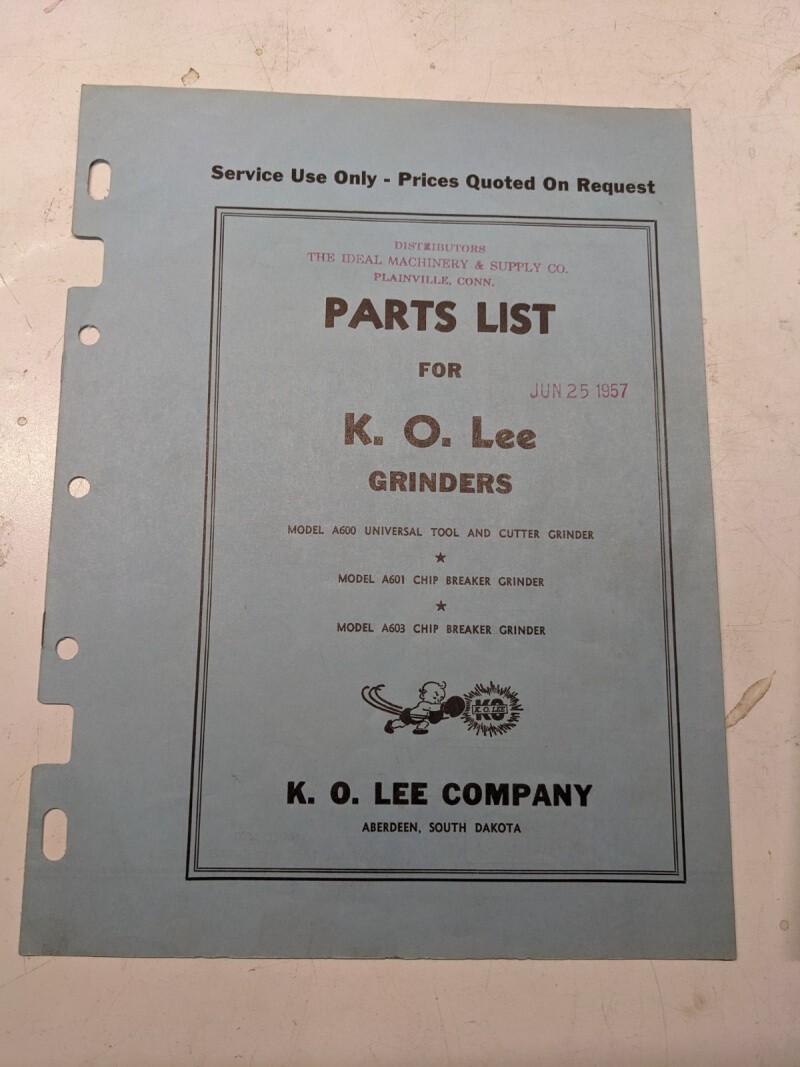 Service Use Only - Prices Quoted On Request
DISTRIBUTORS
THE IDEAL MACHINERY & SUPPLY CO.
PLAINVILLE, CONN.
PARTS LIST
FOR
JUN 25 1957
K. O. Lee
GRINDERS
MODEL A600 UNIVERSAL TOOL AND CUTTER GRINDER
★
MODEL A601 CHIP BREAKER GRINDER
★
MODEL A603 CHIP BREAKER GRINDER
KO
K. O. LEE
K. O. LEE COMPANY
ABERDEEN, SOUTH DAKOTA